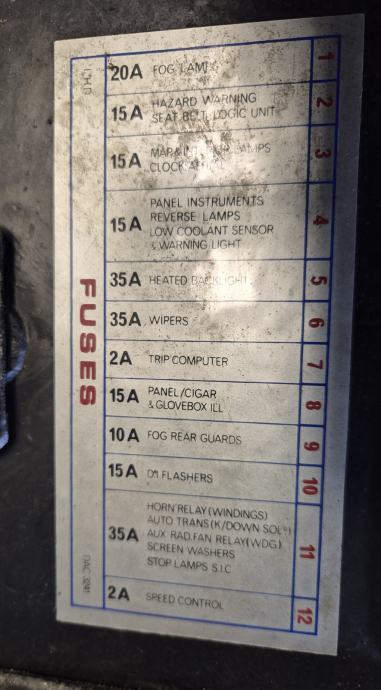 L.H.D.
FUSES
20A FOG LAMPS 1
15A HAZARD WARNING
SEAT BELT LOGIC UNIT 2
15A LAMPS
CLOCK 3
15A PANEL INSTRUMENTS
REVERSE LAMPS
LOW COOLANT SENSOR
& WARNING LIGHT 4
35A HEATED BACKLIGHT 5
35A WIPERS 6
2A TRIP COMPUTER 7
15A PANEL/CIGAR
& GLOVEBOX ILL 8
10A FOG REAR GUARDS 9
15A FLASHERS 10
35A HORN RELAY (WINDINGS)
AUTO TRANS (K/DOWN SOLᴰ)
AUX RAD. FAN RELAY (WDG)
SCREEN WASHERS
STOP LAMPS S.I.C 11
2A SPEED CONTROL 12